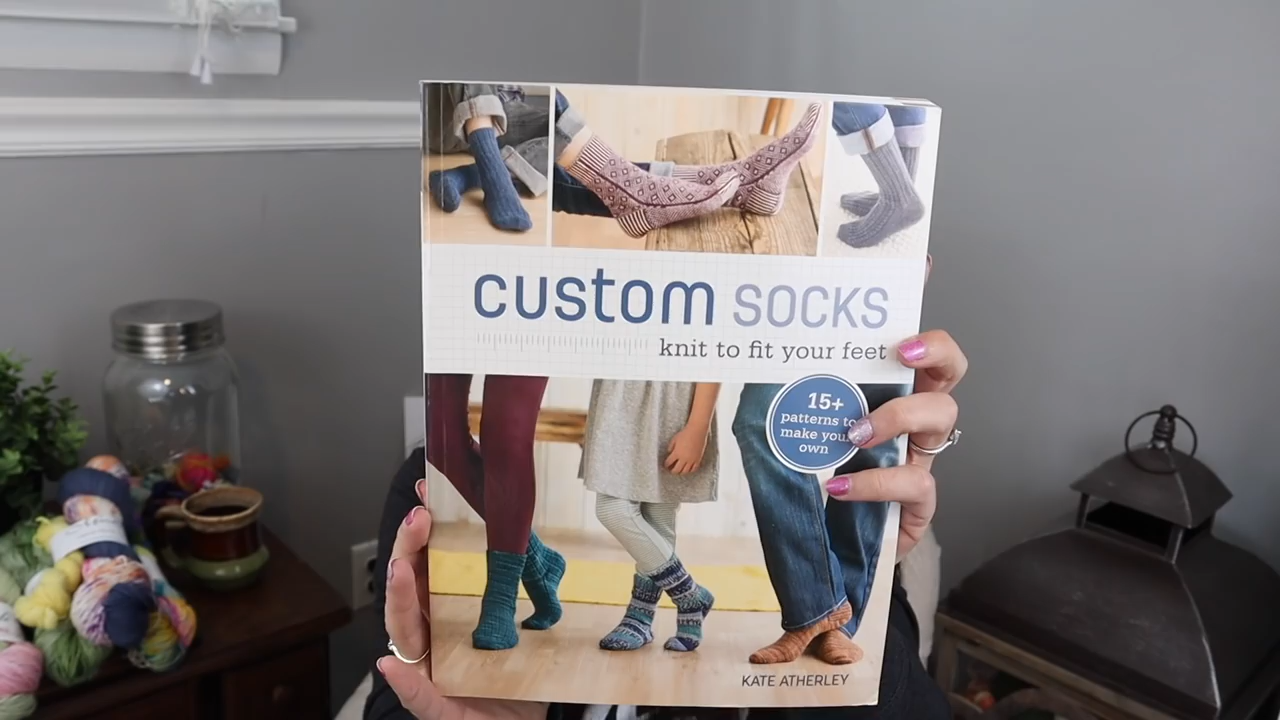 custom SOCKS
knit to fit your feet
15+
patterns to
make your
own
KATE ATHERLEY